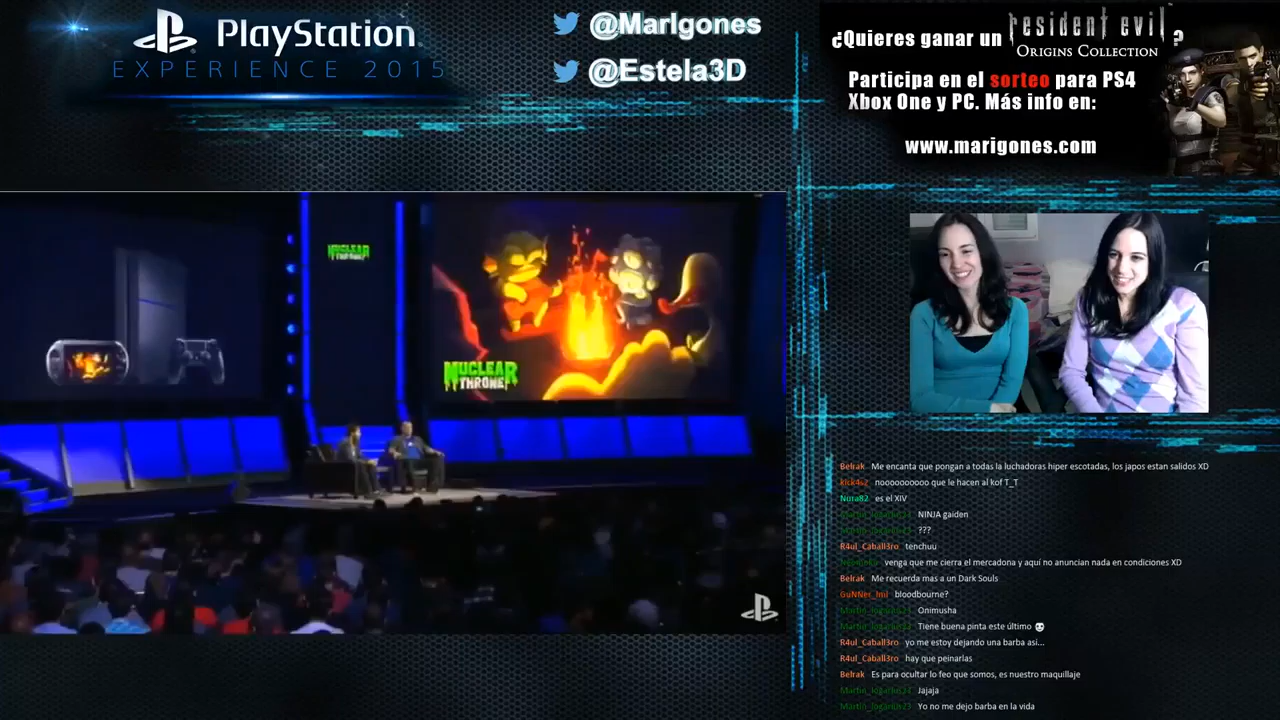 PlayStation
EXPERIENCE 2015
@MarIgones
@Estela3D
¿Quieres ganar un resident evil ?
ORIGINS COLLECTION
Participa en el sorteo para PS4
Xbox One y PC. Más info en:
www.marigones.com
NUCLEAR
THRONE
NUCLEAR
THRONE
Belrak Me encanta que pongan a todas la luchadoras hiper escotadas, los japos estan salidos XD
nooooooooooo que le hacen al kof T_T
Nura82 es el XIV
NINJA gaiden
???
R4ul_Caball3ro tenchuu
venga que me cierra el mercadona y aquí no anuncian nada en condiciones XD
Belrak Me recuerda mas a un Dark Souls
bloodbourne?
Onimusha
Tiene buena pinta este último
R4ul_Caball3ro yo me estoy dejando una barba asi...
R4ul_Caball3ro hay que peinarlas
Belrak Es para ocultar lo feo que somos, es nuestro maquillaje
Jajaja
Yo no me dejo barba en la vida